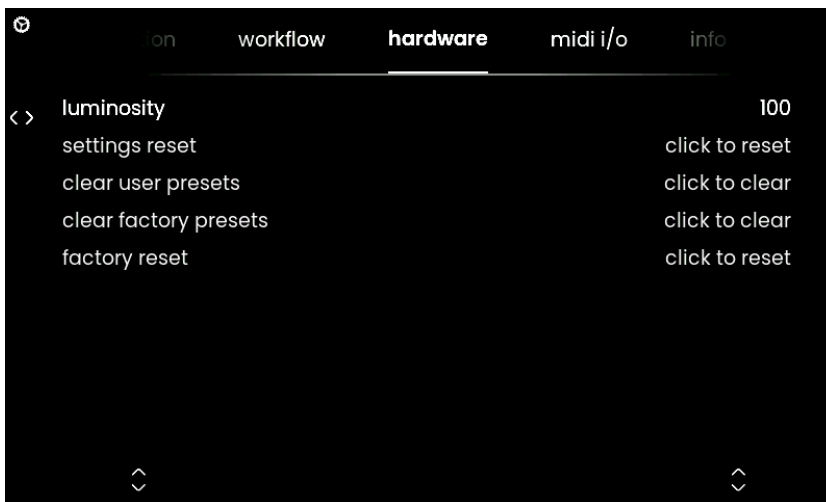 ion workflow hardware midi i/o info
luminosity 100
settings reset click to reset
clear user presets click to clear
clear factory presets click to clear
factory reset click to reset